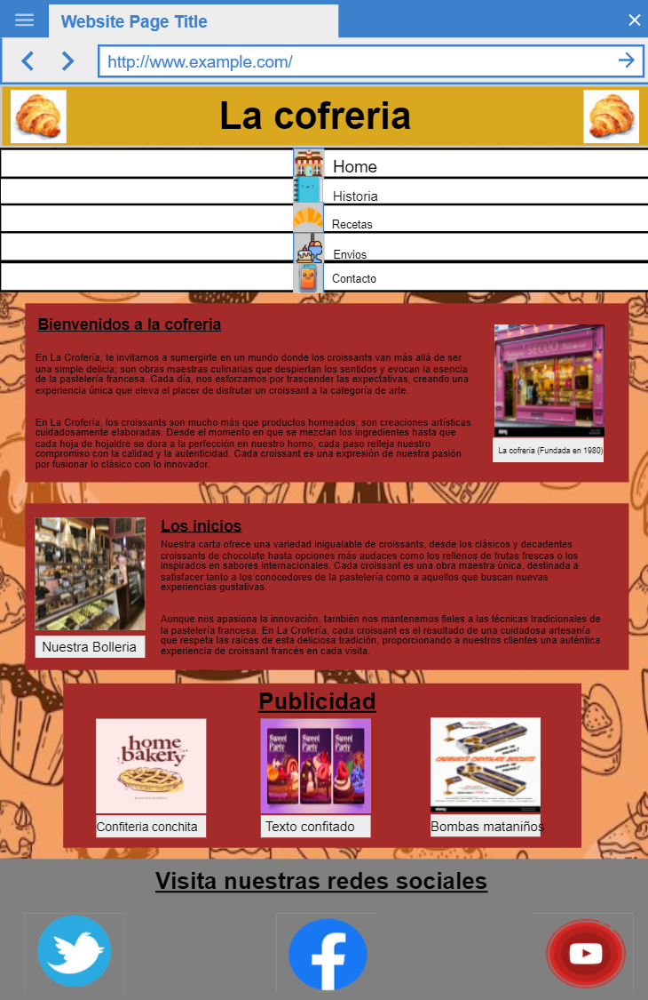 Website Page Title
http://www.example.com/
La cofreria
Home
Historia
Recetas
Envios
Contacto
Bienvenidos a la cofreria
En La Crofería, te invitamos a sumergirte en un mundo donde los croissants van más allá de ser
una simple delicia; son obras maestras culinarias que despiertan los sentidos y evocan la esencia
de la pastelería francesa. Cada día, nos esforzamos por trascender las expectativas, creando una
experiencia única que eleva el placer de disfrutar un croissant a la categoría de arte.
En La Crofería, los croissants son mucho más que productos horneados; son creaciones artísticas
cuidadosamente elaboradas. Desde el momento en que se mezclan los ingredientes hasta que
cada hoja de hojaldre se dora a la perfección en nuestro horno, cada paso refleja nuestro
compromiso con la calidad y la autenticidad. Cada croissant es una expresión de nuestra pasión
por fusionar lo clásico con lo innovador.
SECCO
La cofreria (Fundada en 1980)
Los inicios
Nuestra carta ofrece una variedad inigualable de croissants, desde los clásicos y decadentes
croissants de chocolate hasta opciones más audaces como los rellenos de frutas frescas o los
inspirados en sabores internacionales. Cada croissant es una obra maestra única, destinada a
satisfacer tanto a los conocedores de la pastelería como a aquellos que buscan nuevas
experiencias gustativas.
Aunque nos apasiona la innovación, también nos mantenemos fieles a las técnicas tradicionales de
la pastelería francesa. En La Crofería, cada croissant es el resultado de una cuidadosa artesanía
que respeta las raíces de esta deliciosa tradición, proporcionando a nuestros clientes una auténtica
experiencia de croissant francés en cada visita.
Nuestra Bolleria
Publicidad
home
bakery
Sweet Party
Sweet Party
Sweet Party
CADBURY'S CHOCOLATE BISCUITS
Confiteria conchita
Texto confitado
Bombas mataniños
Visita nuestras redes sociales